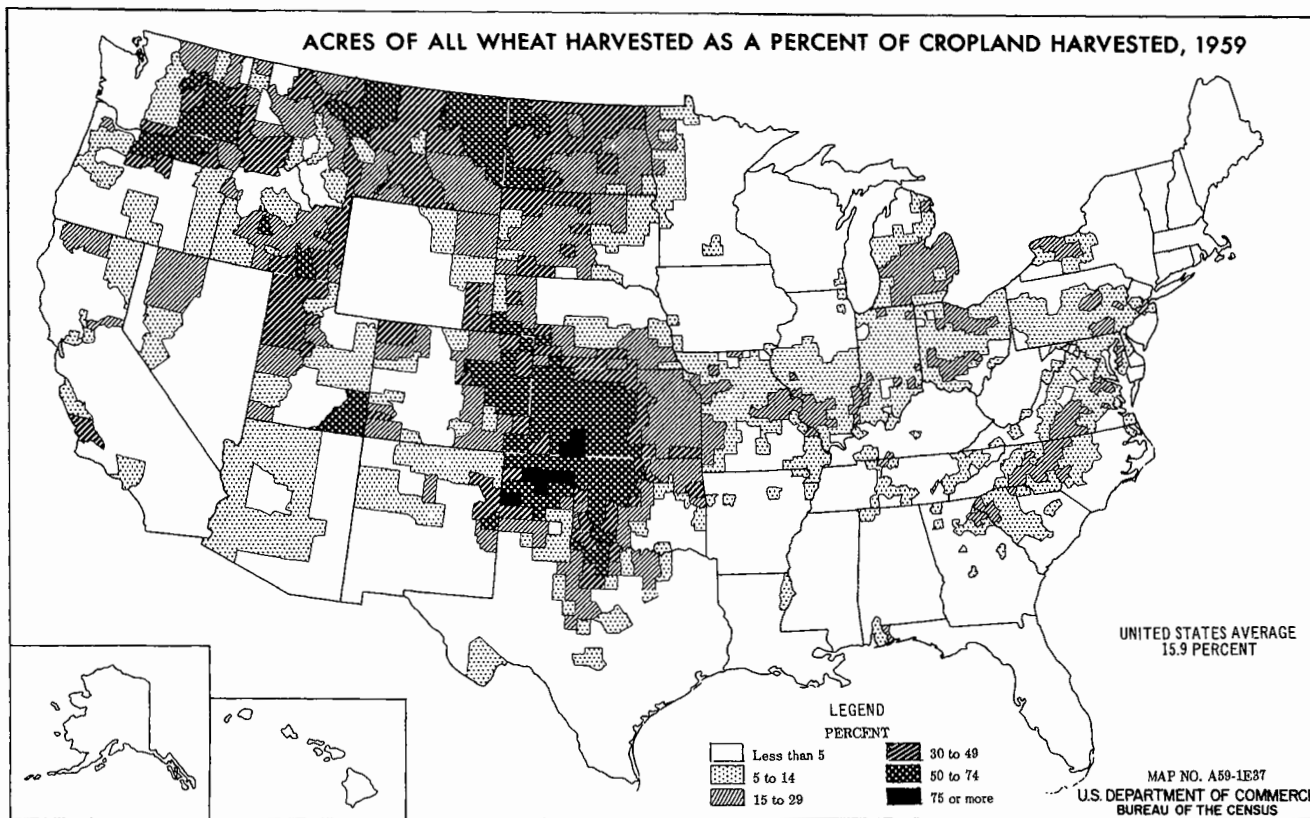 ACRES OF ALL WHEAT HARVESTED AS A PERCENT OF CROPLAND HARVESTED, 1959
UNITED STATES AVERAGE
15.9 PERCENT
LEGEND
PERCENT
Less than 5
5 to 14
15 to 29
30 to 49
50 to 74
75 or more
MAP NO. A59-1E37
U.S. DEPARTMENT OF COMMERC
BUREAU OF THE CENSUS